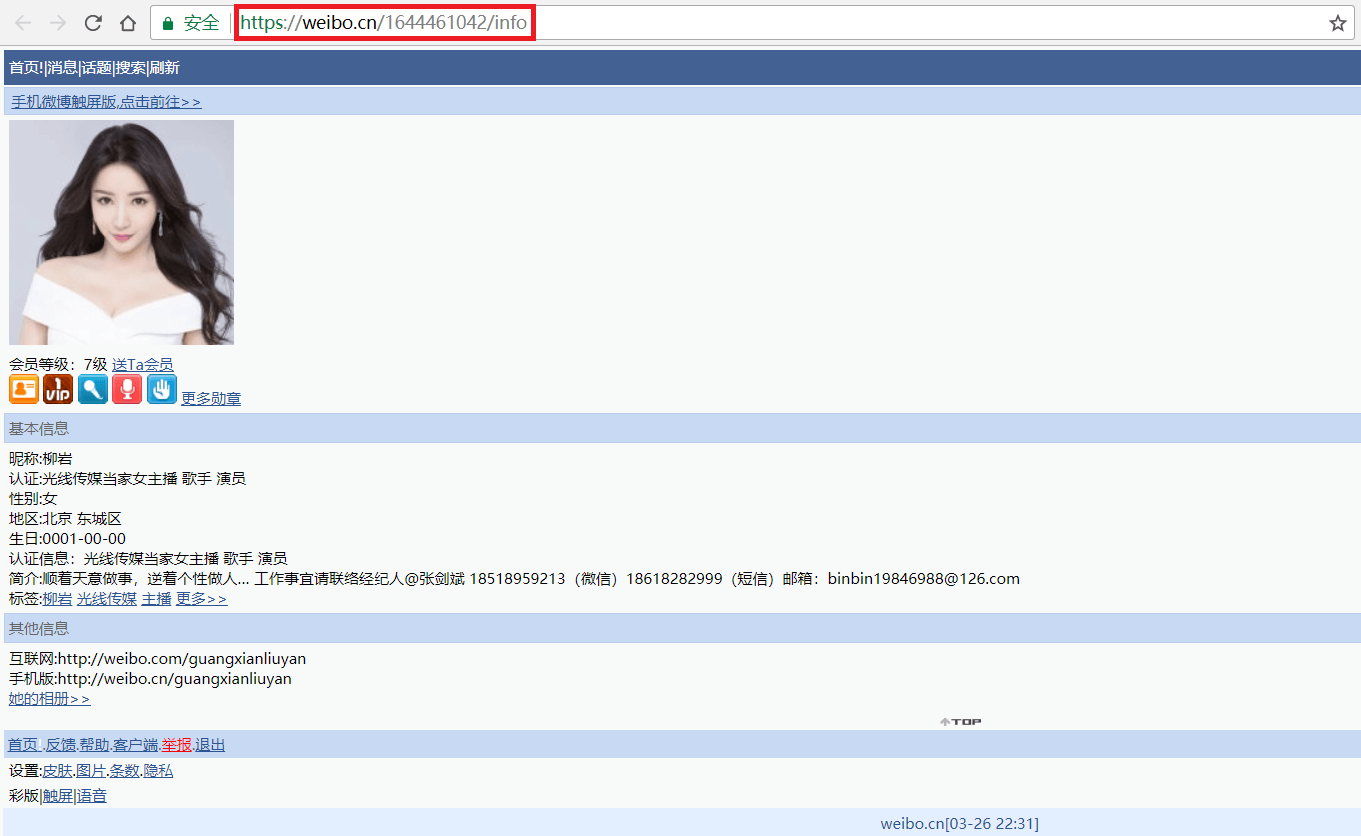 安全 https://weibo.cn/1644461042/info
首页!|消息|话题|搜索|刷新
手机微博触屏版,点击前往>>
会员等级：7级 送Ta会员
VIP 更多勋章
基本信息
昵称:柳岩
认证:光线传媒当家女主播 歌手 演员
性别:女
地区:北京 东城区
生日:0001-00-00
认证信息：光线传媒当家女主播 歌手 演员
简介:顺着天意做事，逆着个性做人... 工作事宜请联络经纪人@张剑斌 18518959213（微信）18618282999（短信）邮箱：binbin19846988@126.com
标签:柳岩 光线传媒 主播 更多>>
其他信息
互联网:http://weibo.com/guangxianliuyan
手机版:http://weibo.cn/guangxianliuyan
她的相册>>
TOP
首页!.反馈.帮助.客户端.举报.退出
设置:皮肤.图片.条数.隐私
彩版|触屏|语音
weibo.cn[03-26 22:31]